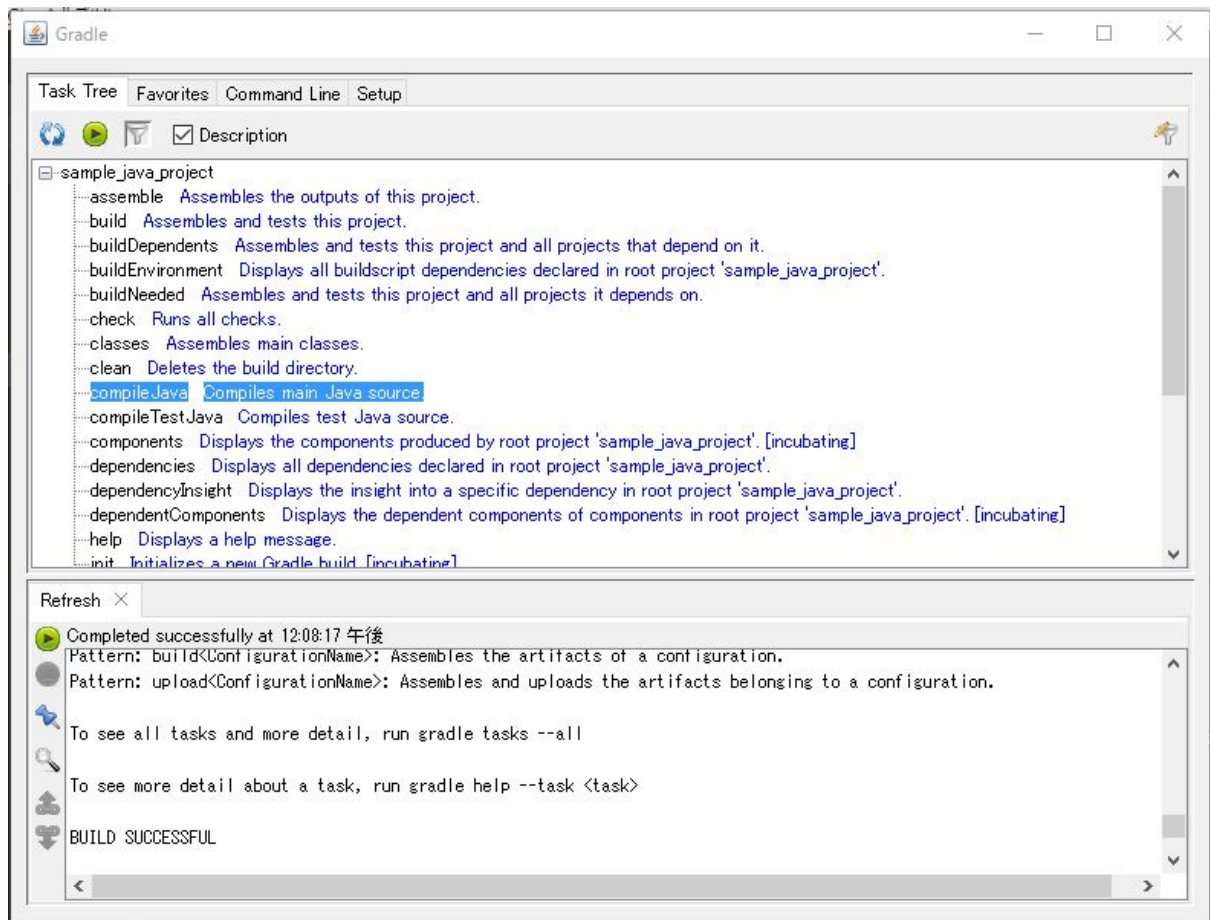 Gradle
Task Tree Favorites Command Line Setup
Description
sample_java_project
assemble Assembles the outputs of this project.
build Assembles and tests this project.
buildDependents Assembles and tests this project and all projects that depend on it.
buildEnvironment Displays all buildscript dependencies declared in root project 'sample_java_project'.
buildNeeded Assembles and tests this project and all projects it depends on.
check Runs all checks.
classes Assembles main classes.
clean Deletes the build directory.
compileJava Compiles main Java source.
compileTestJava Compiles test Java source.
components Displays the components produced by root project 'sample_java_project'. [incubating]
dependencies Displays all dependencies declared in root project 'sample_java_project'.
dependencyInsight Displays the insight into a specific dependency in root project 'sample_java_project'.
dependentComponents Displays the dependent components of components in root project 'sample_java_project'. [incubating]
help Displays a help message.
init Initializes a new Gradle build. [incubating]
Refresh
Completed successfully at 12:08:17 午後
Pattern: build<ConfigurationName>: Assembles the artifacts of a configuration.
Pattern: upload<ConfigurationName>: Assembles and uploads the artifacts belonging to a configuration.
To see all tasks and more detail, run gradle tasks --all
To see more detail about a task, run gradle help --task <task>
BUILD SUCCESSFUL